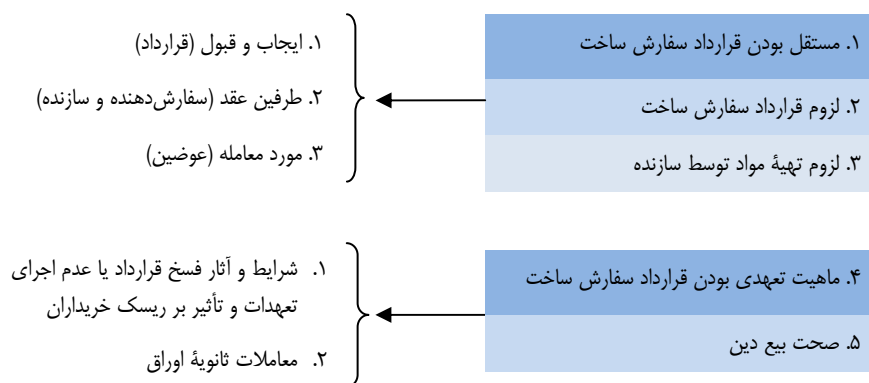 ۱. مستقل بودن قرارداد سفارش ساخت
۲. لزوم قرارداد سفارش ساخت
۳. لزوم تهیهٔ مواد توسط سازنده
۱. ایجاب و قبول (قرارداد)
۲. طرفین عقد (سفارش‌دهنده و سازنده)
۳. مورد معامله (عوضین)
۴. ماهیت تعهدی بودن قرارداد سفارش ساخت
۵. صحت بیع دین
۱. شرایط و آثار فسخ قرارداد یا عدم اجرای
تعهدات و تأثیر بر ریسک خریداران
۲. معاملات ثانویهٔ اوراق